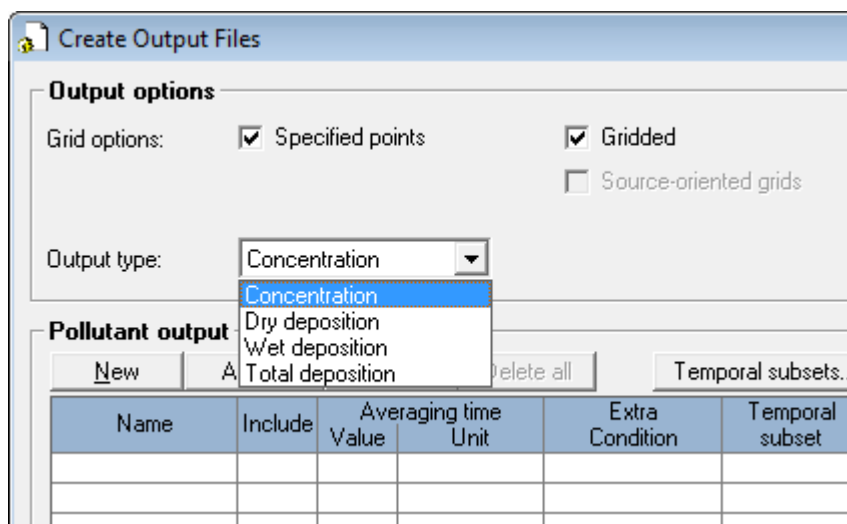 Create Output Files
Output options
Grid options:
Specified points
Gridded
Source-oriented grids
Output type:
Concentration
Concentration
Dry deposition
Wet deposition
Total deposition
Pollutant output
New
Delete all
Temporal subsets..
Name
Include
Averaging time
Value
Unit
Extra
Condition
Temporal
subset